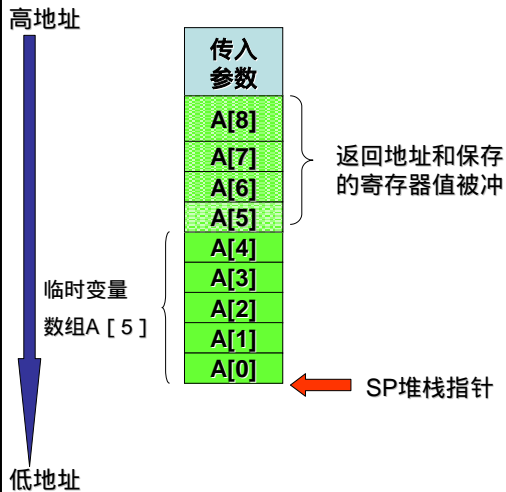 高地址
传入
参数
A[8]
A[7]
A[6]
A[5]
返回地址和保存
的寄存器值被冲
A[4]
A[3]
A[2]
A[1]
A[0]
临时变量
数组A [ 5 ]
SP堆栈指针
低地址